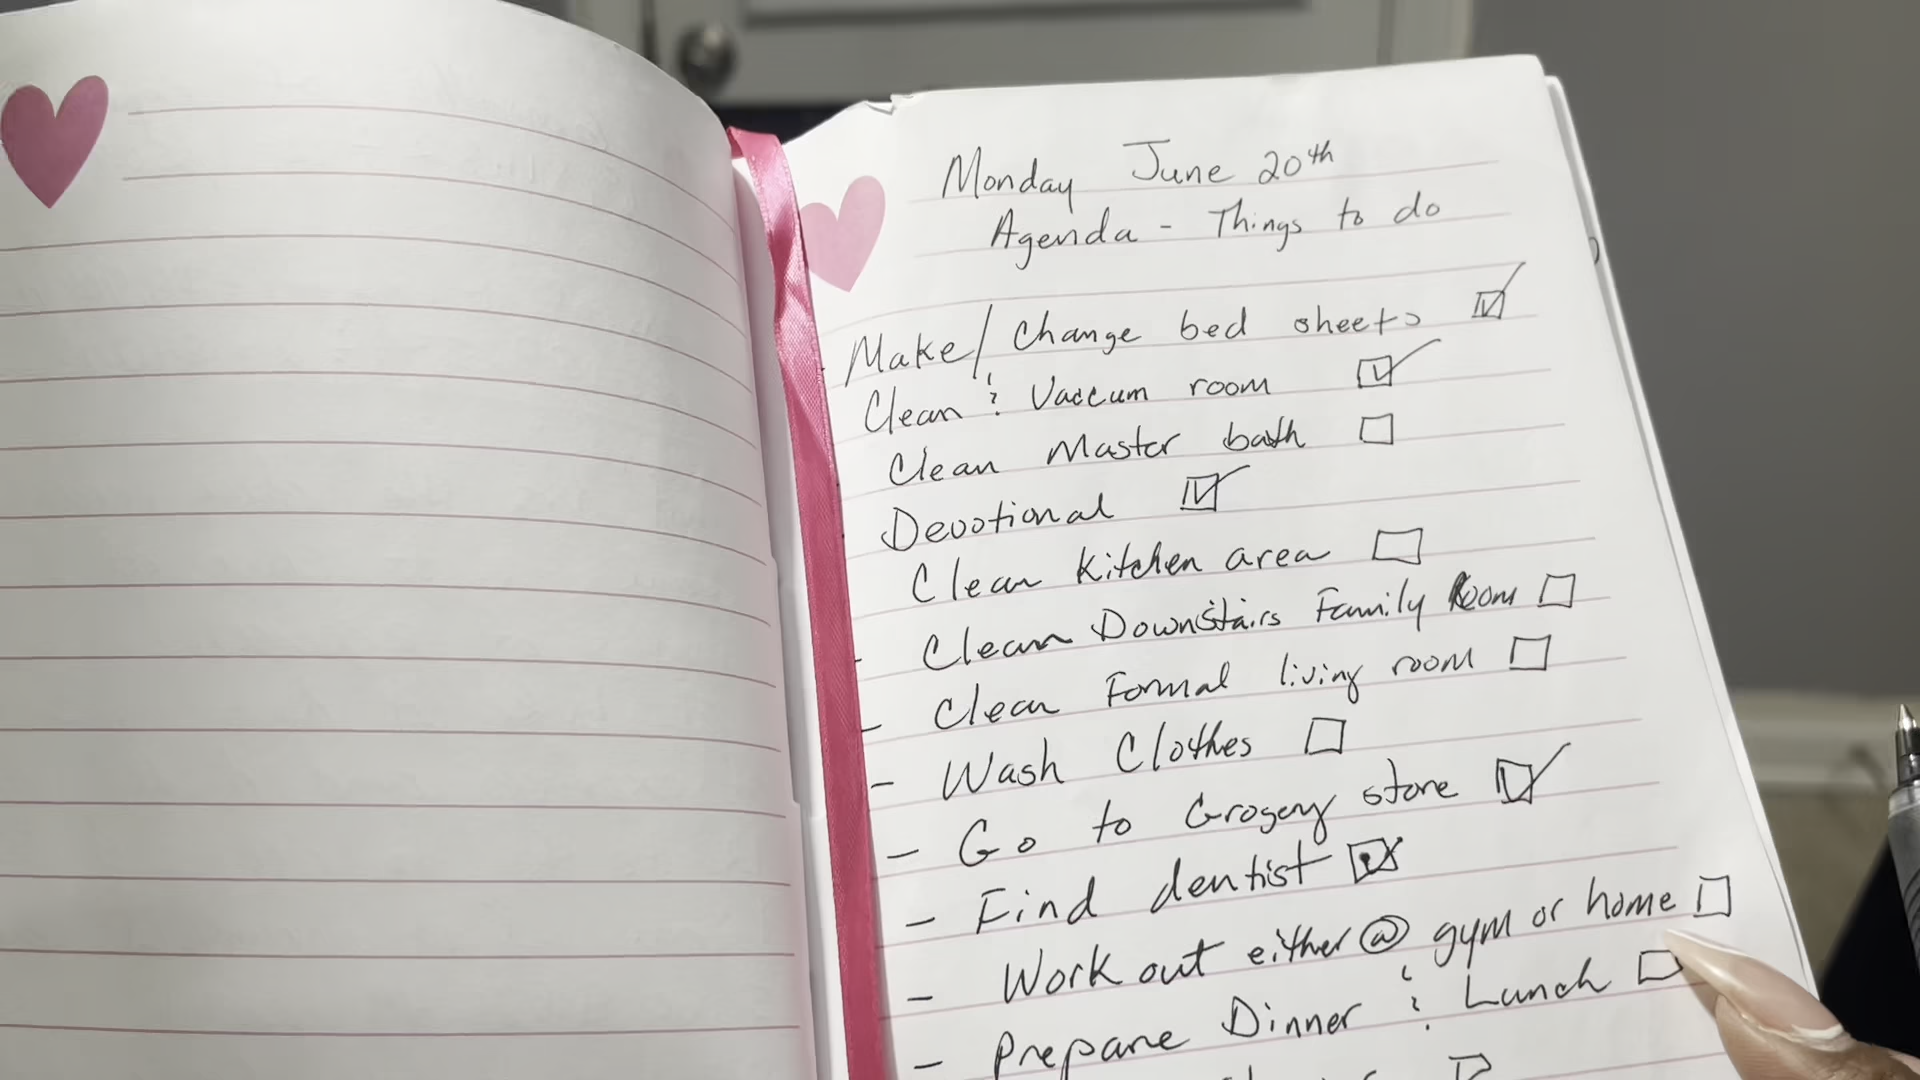 Monday June 20th
Agenda - Things to do
Make/Change bed sheets ☑
Clean & Vaccum room ☑
Clean Master bath ☐
Devotional ☑
Clean Kitchen area ☐
- Clean Downstairs Family Room ☐
- Clean Formal living room ☐
- Wash Clothes ☐
- Go to Grogery store ☑
- Find dentist ☑
- Work out either @ gym or home ☐
- Prepare Dinner & Lunch ☐